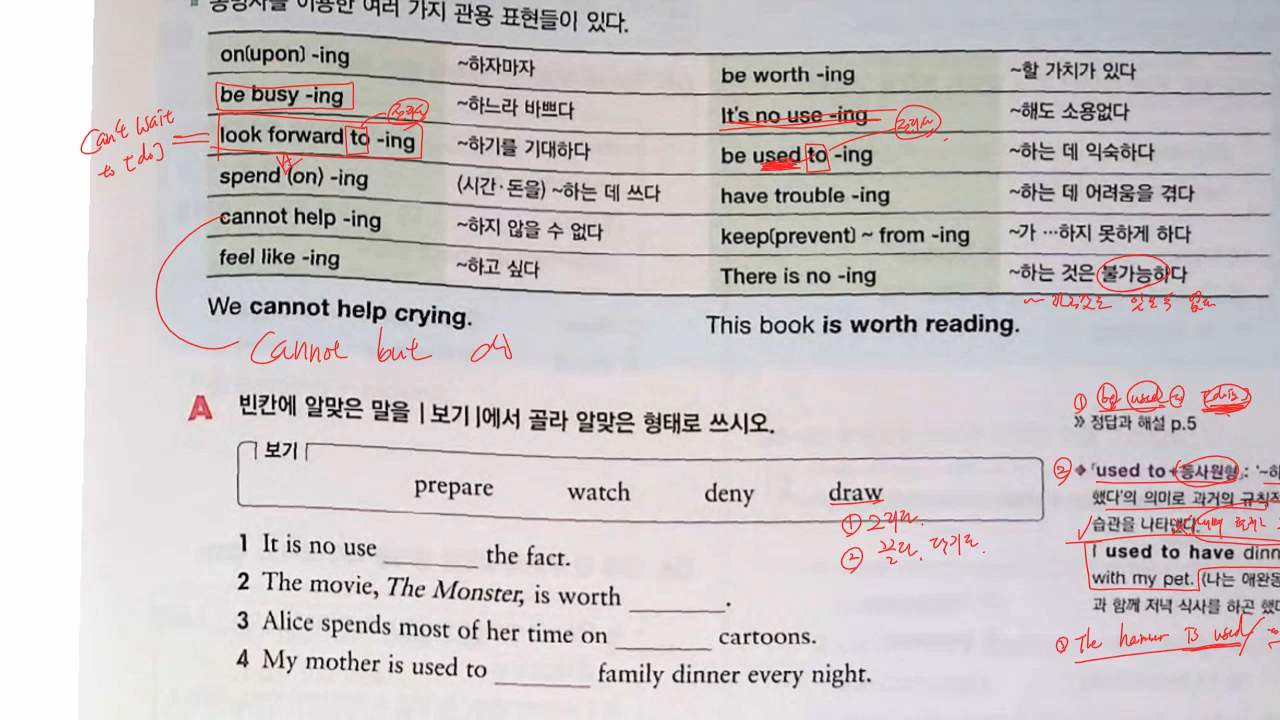 동명사를 이용한 여러 가지 관용 표현들이 있다.
on(upon) -ing ~하자마자 be worth -ing ~할 가치가 있다
be busy -ing ~하느라 바쁘다 It's no use -ing ~해도 소용없다
Can't wait to [do] look forward to -ing ~하기를 기대하다 be used to -ing ~하는 데 익숙하다
spend (on) -ing (시간·돈을) ~하는 데 쓰다 have trouble -ing ~하는 데 어려움을 겪다
cannot help -ing ~하지 않을 수 없다 keep(prevent) ~ from -ing ~가 …하지 못하게 하다
feel like -ing ~하고 싶다 There is no -ing ~하는 것은 불가능하다
We cannot help crying. This book is worth reading.
Cannot but do
A 빈칸에 알맞은 말을 |보기|에서 골라 알맞은 형태로 쓰시오.
보기
prepare watch deny draw
① 그리다.
② 끌다. 당기다.
1 It is no use the fact.
2 The movie, The Monster, is worth ________.
3 Alice spends most of her time on ________ cartoons.
4 My mother is used to ________ family dinner every night.
① be used to
» 정답과 해설 p.5
② 「used to+동사원형」: '~하
했다'의 의미로 과거의 규칙적
습관을 나타낸다.
I used to have dinn
with my pet. (나는 애완동
과 함께 저녁 식사를 하곤 했다
The hammer is used